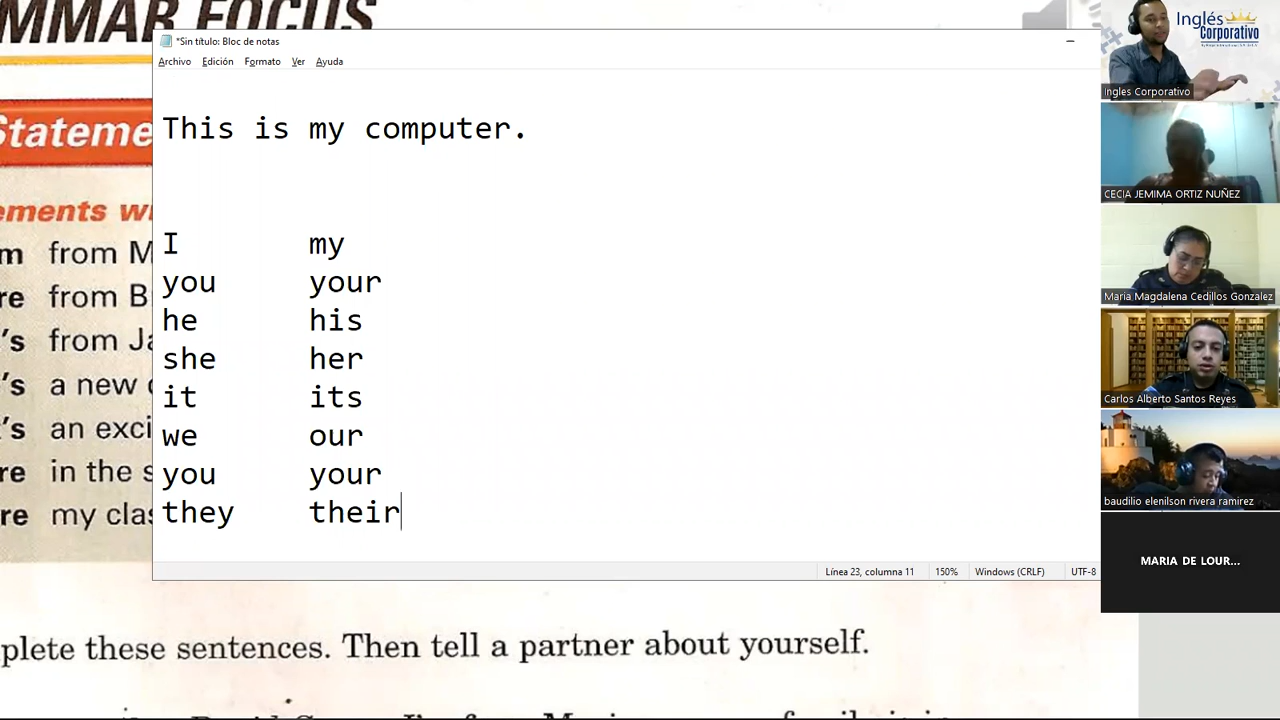 MMAR FOCUS
*Sin título: Bloc de notas
Archivo Edición Formato Ver Ayuda
This is my computer.
I my
you your
he his
she her
it its
we our
you your
they their
Línea 23, columna 11 150% Windows (CRLF) UTF-8
Stateme
ements w
m from M
re from B
's from Ja
's a new
's an exci
re in the s
re my clas
plete these sentences. Then tell a partner about yourself.
Inglés
Corporativo
Ingles Corporativo
CECIA JEMIMA ORTIZ NUÑEZ
Maria Magdalena Cedillos Gonzalez
Carlos Alberto Santos Reyes
baudilio elenilson rivera ramirez
MARIA DE LOUR...